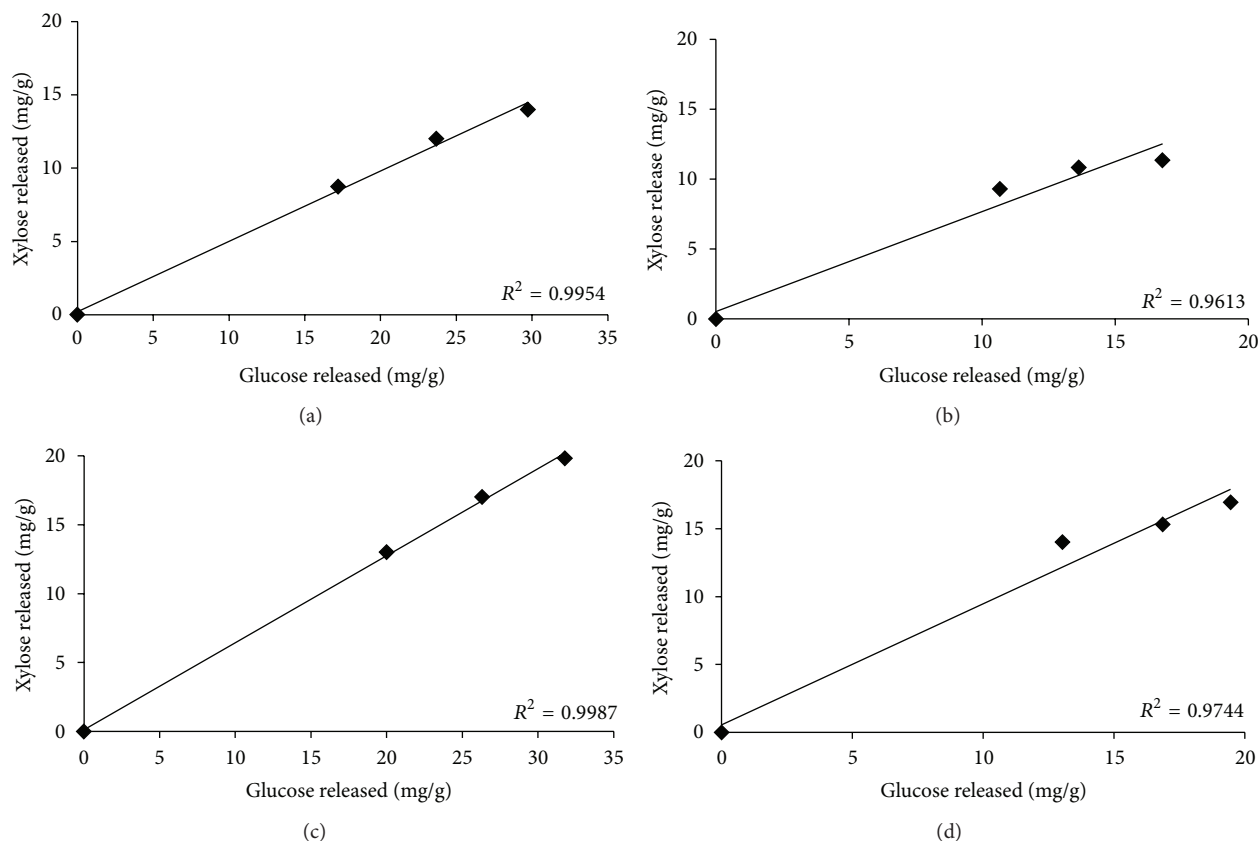 20
15
10
5
0
Xylose released (mg/g)
R² = 0.9954
0 5 10 15 20 25 30 35
Glucose released (mg/g)
(a)
20
15
10
5
0
Xylose release (mg/g)
R² = 0.9613
0 5 10 15 20
Glucose released (mg/g)
(b)
20
15
10
5
0
Xylose released (mg/g)
R² = 0.9987
0 5 10 15 20 25 30 35
Glucose released (mg/g)
(c)
20
15
10
5
0
Xylose released (mg/g)
R² = 0.9744
0 5 10 15 20
Glucose released (mg/g)
(d)